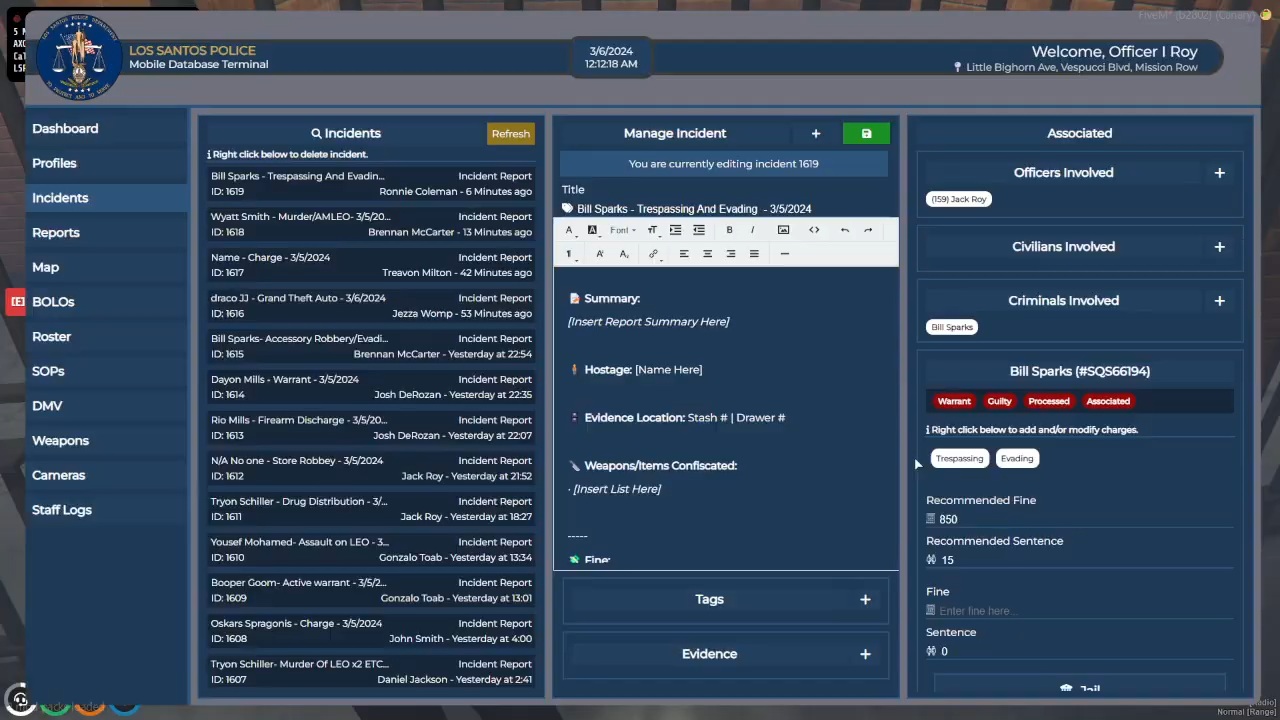 FiveM® (b2802) (Canary)
LOS SANTOS POLICE
Mobile Database Terminal
3/6/2024
12:12:18 AM
Welcome, Officer I Roy
Little Bighorn Ave, Vespucci Blvd, Mission Row
Dashboard
Profiles
Incidents
Reports
Map
BOLOs
Roster
SOPs
DMV
Weapons
Cameras
Staff Logs
[E]
Incidents
Refresh
Right click below to delete incident.
Bill Sparks - Trespassing And Evadin... Incident Report
ID: 1619 Ronnie Coleman - 6 Minutes ago
Wyatt Smith - Murder/AMLEO- 3/5/20... Incident Report
ID: 1618 Brennan McCarter - 13 Minutes ago
Name - Charge - 3/5/2024 Incident Report
ID: 1617 Treavon Milton - 42 Minutes ago
draco JJ - Grand Theft Auto - 3/6/2024 Incident Report
ID: 1616 Jezza Womp - 53 Minutes ago
Bill Sparks- Accessory Robbery/Evadi... Incident Report
ID: 1615 Brennan McCarter - Yesterday at 22:54
Dayon Mills - Warrant - 3/5/2024 Incident Report
ID: 1614 Josh DeRozan - Yesterday at 22:35
Rio Mills - Firearm Discharge - 3/5/20... Incident Report
ID: 1613 Josh DeRozan - Yesterday at 22:07
N/A No one - Store Robbey - 3/5/2024 Incident Report
ID: 1612 Jack Roy - Yesterday at 21:52
Tryon Schiller - Drug Distribution - 3/... Incident Report
ID: 1611 Jack Roy - Yesterday at 18:27
Yousef Mohamed- Assault on LEO - 3... Incident Report
ID: 1610 Gonzalo Toab - Yesterday at 13:34
Booper Goom- Active warrant - 3/5/2... Incident Report
ID: 1609 Gonzalo Toab - Yesterday at 13:01
Oskars Spragonis - Charge - 3/5/2024 Incident Report
ID: 1608 John Smith - Yesterday at 4:00
Tryon Schiller- Murder Of LEO x2 ETC... Incident Report
ID: 1607 Daniel Jackson - Yesterday at 2:41
Manage Incident
You are currently editing incident 1619
Title
Bill Sparks - Trespassing And Evading - 3/5/2024
Font
Summary:
[Insert Report Summary Here]
Hostage: [Name Here]
Evidence Location: Stash # | Drawer #
Weapons/Items Confiscated:
· [Insert List Here]
-----
Fine:
Tags
Evidence
Associated
Officers Involved
(159) Jack Roy
Civilians Involved
Criminals Involved
Bill Sparks
Bill Sparks (#SQS66194)
Warrant Guilty Processed Associated
Right click below to add and/or modify charges.
Trespassing Evading
Recommended Fine
850
Recommended Sentence
15
Fine
Enter fine here...
Sentence
0
Jail
[Radio]
Normal [Range]